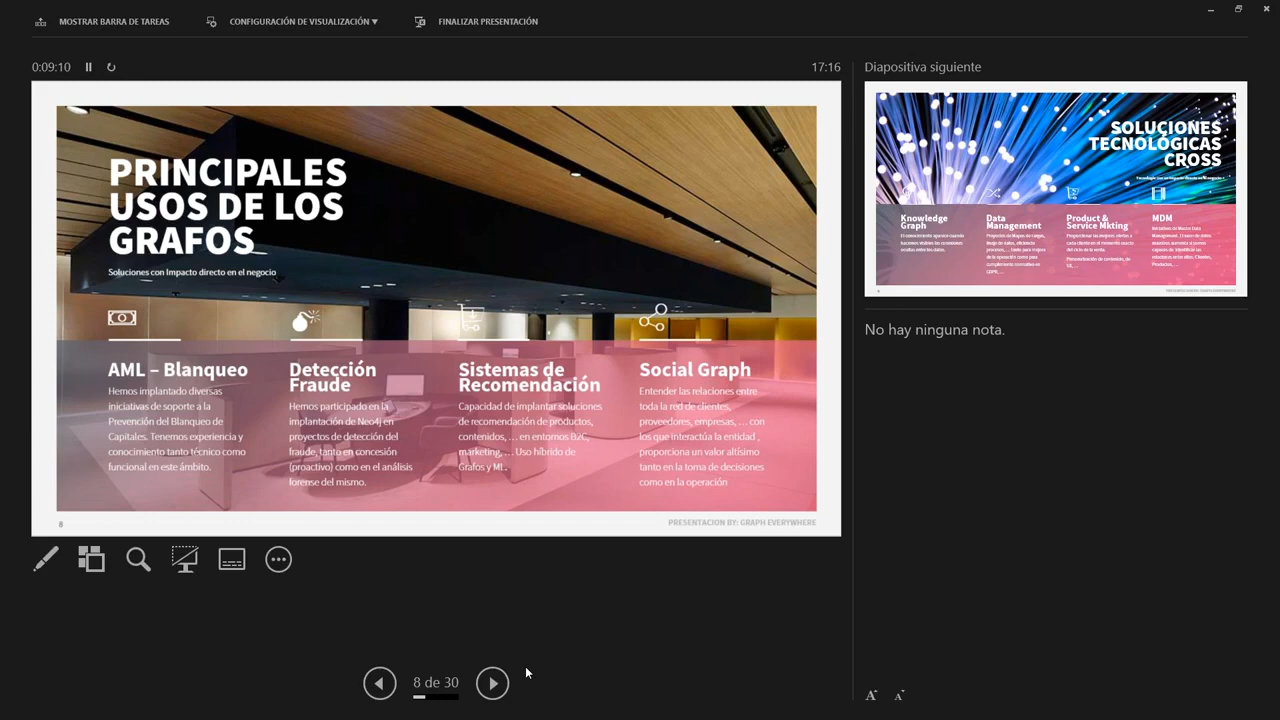 MOSTRAR BARRA DE TAREAS
CONFIGURACIÓN DE VISUALIZACIÓN ▼
FINALIZAR PRESENTACIÓN
0:09:10
17:16
PRINCIPALES
USOS DE LOS
GRAFOS
Soluciones con Impacto directo en el negocio
AML – Blanqueo
Hemos implantado diversas
iniciativas de soporte a la
Prevención del Blanqueo de
Capitales. Tenemos experiencia y
conocimiento tanto técnico como
funcional en este ámbito.
Detección
Fraude
Hemos participado en la
implantación de Neo4j en
proyectos de detección del
fraude, tanto en concesión
(proactivo) como en el análisis
forense del mismo.
Sistemas de
Recomendación
Capacidad de implantar soluciones
de recomendación de productos,
contenidos, … en entornos B2C,
marketing, … Uso híbrido de
Grafos y ML.
Social Graph
Entender las relaciones entre
toda la red de clientes,
proveedores, empresas, … con
los que interactúa la entidad ,
proporciona un valor altísimo
tanto en la toma de decisiones
como en la operación
8
PRESENTACION BY: GRAPH EVERYWHERE
8 de 30
Diapositiva siguiente
SOLUCIONES
TECNOLÓGICAS
CROSS
Knowledge
Graph
Data
Management
Product &
Service Mkting
MDM
No hay ninguna nota.
A A